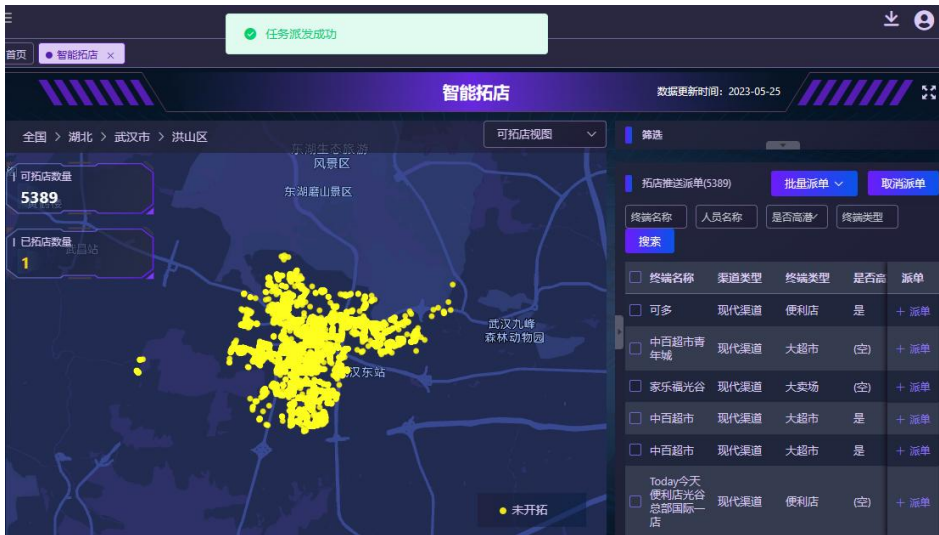 任务派发成功
首页
智能拓店 ×
智能拓店
数据更新时间：2023-05-25
全国 > 湖北 > 武汉市 > 洪山区
可拓店视图
筛选
东湖生态旅游
风景区
可拓店数量
5389
东湖磨山景区
拓店推送派单(5389)
批量派单
取消派单
终端名称
人员名称
是否高潜
终端类型
搜素
已拓店数量
1
武昌站
终端名称 渠道类型 终端类型 是否高 派单
可多 现代渠道 便利店 是 + 派单
武汉九峰
森林动物园
中百超市青
年城 现代渠道 大超市 (空) + 派单
汉东站
家乐福光谷 现代渠道 大卖场 (空) + 派单
中百超市 现代渠道 大超市 是 + 派单
中百超市 现代渠道 大超市 是 + 派单
Today今天
便利店光谷
总部国际一
店 现代渠道 便利店 (空) + 派单
未开拓